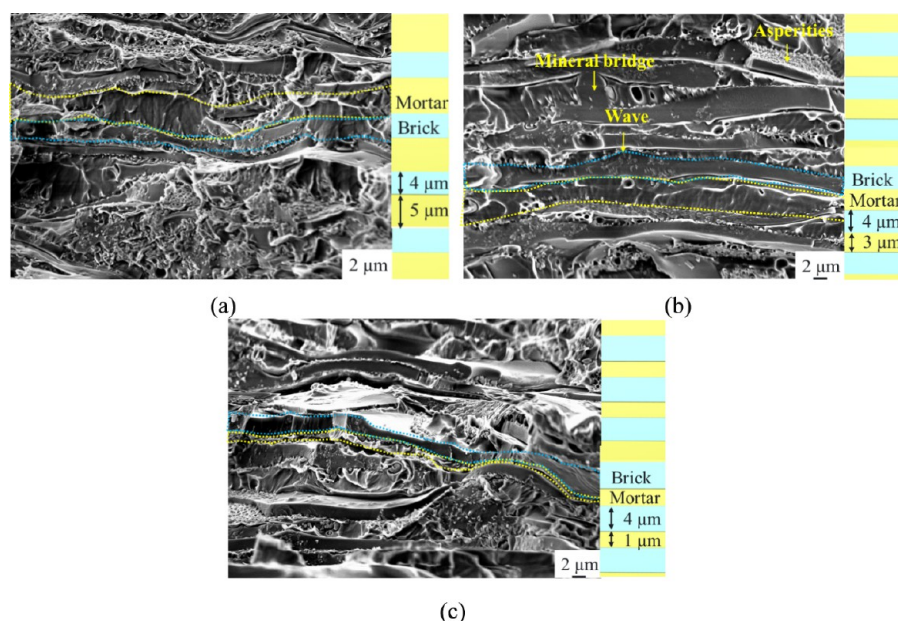 Mortar
Brick
4 µm
5 µm
2 µm
(a)
Asperities
Mineral bridge
Wave
Brick
Mortar
4 µm
3 µm
2 µm
(b)
Brick
Mortar
4 µm
1 µm
2 µm
(c)